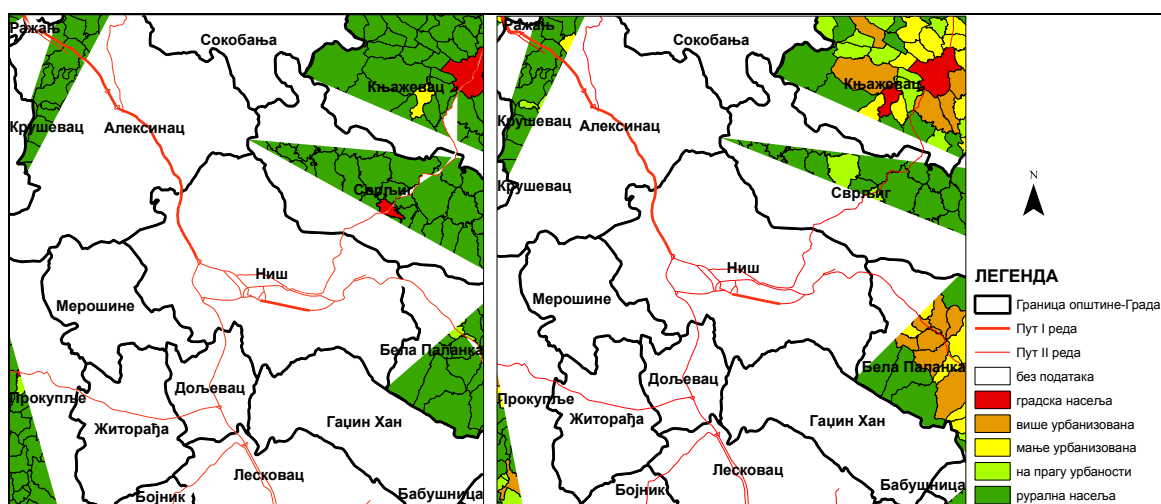 Ражањ
Сокобања
Књажевац
Крушевац
Алексинац
Сврљиг
Ниш
Мерошине
Бела Паланка
Дољевац
Прокупље
Житорађа
Гаџин Хан
Лесковац
Бојник
Бабушница
Ражањ
Сокобања
Књажевац
Алексинац
Крушевац
Крушевац
Сврљиг
Ниш
Мерошине
Бела Паланка
Дољевац
Прокупље
Житорађа
Гаџин Хан
Лесковац
Бојник
Бабушница
N
ЛЕГЕНДА
Граница општине-Града
Пут I реда
Пут II реда
без података
градска насеља
више урбанизована
мање урбанизована
на прагу урбаности
рурална насеља